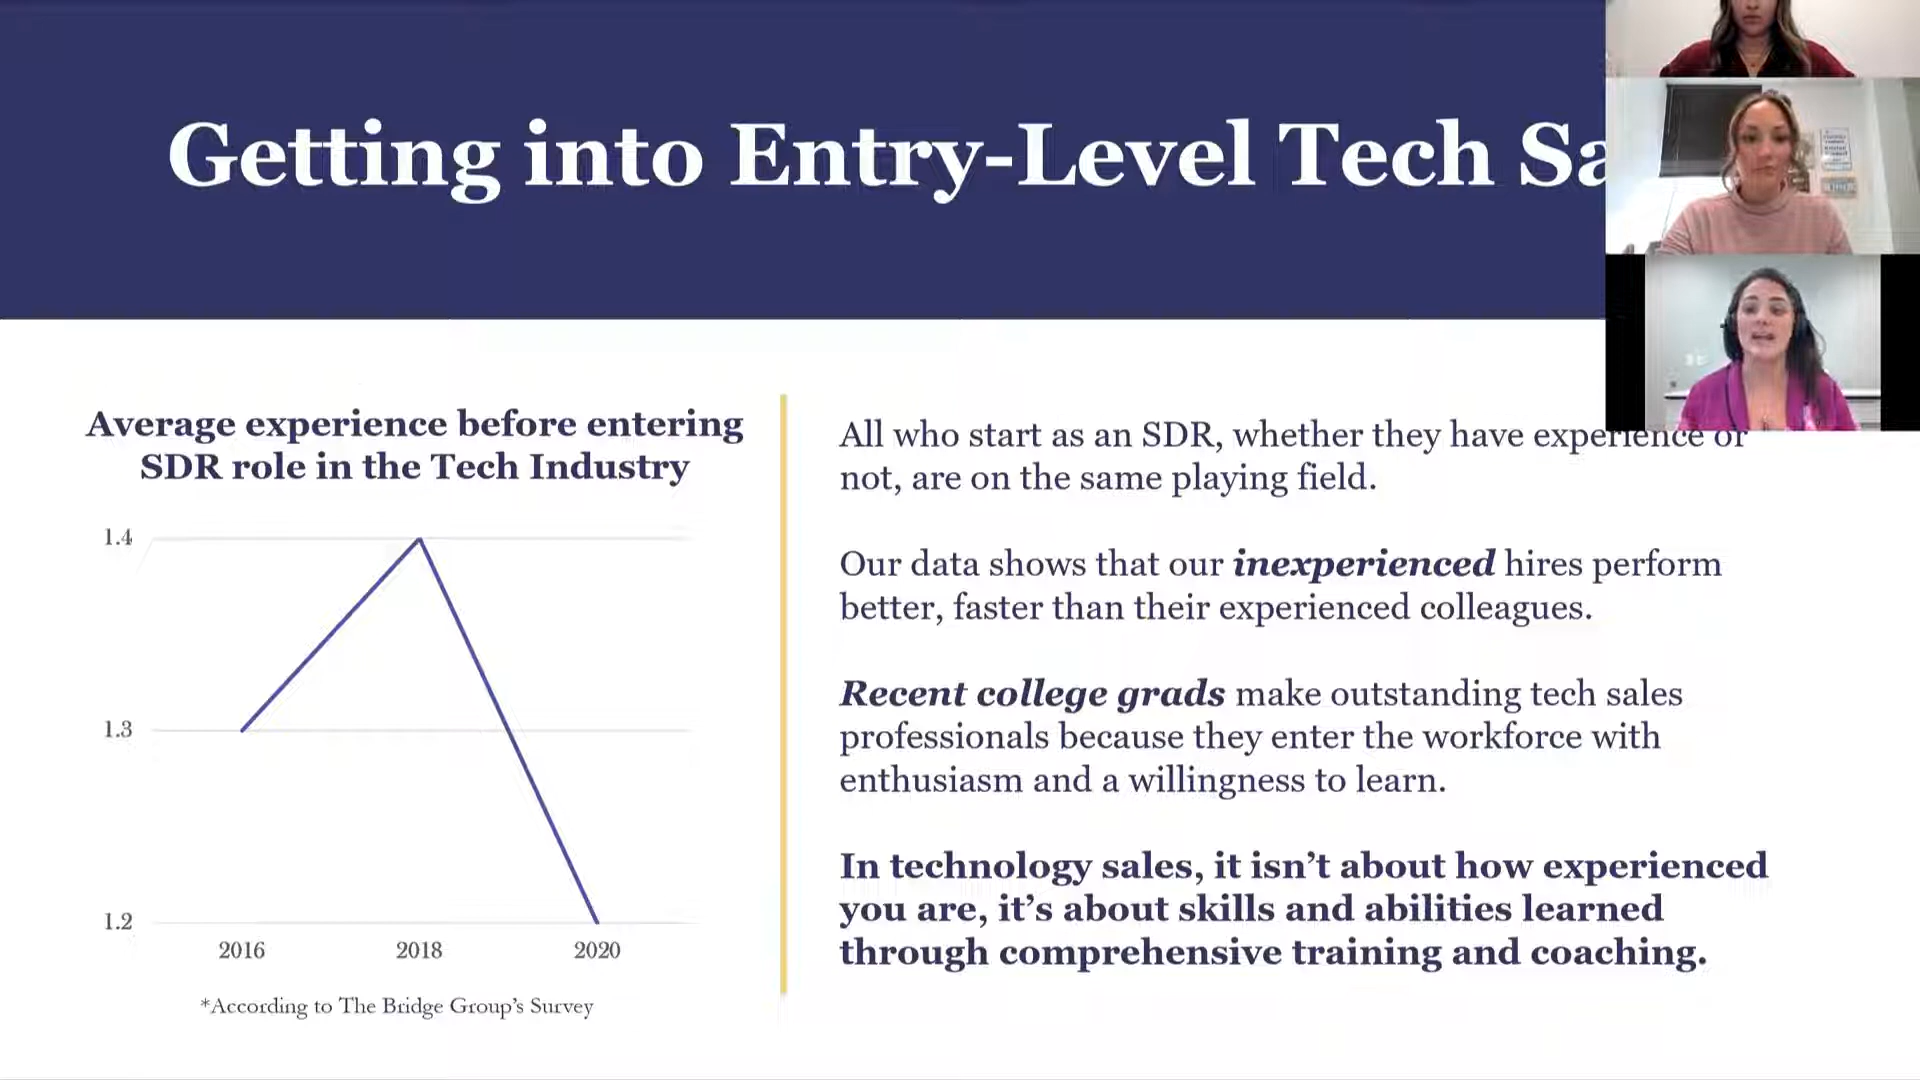 Getting into Entry-Level Tech Sa
Average experience before entering
SDR role in the Tech Industry
1.4
1.3
1.2
2016 2018 2020
*According to The Bridge Group's Survey
All who start as an SDR, whether they have experience or
not, are on the same playing field.
Our data shows that our inexperienced hires perform
better, faster than their experienced colleagues.
Recent college grads make outstanding tech sales
professionals because they enter the workforce with
enthusiasm and a willingness to learn.
In technology sales, it isn't about how experienced
you are, it's about skills and abilities learned
through comprehensive training and coaching.